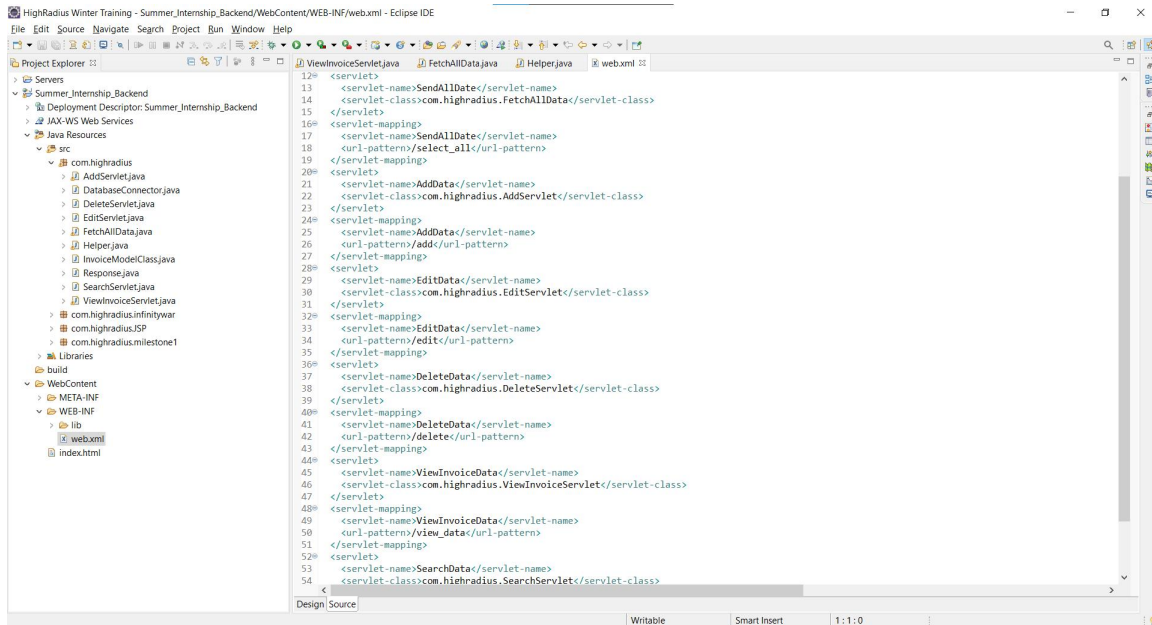 HighRadius Winter Training - Summer_Internship_Backend/WebContent/WEB-INF/web.xml - Eclipse IDE
File Edit Source Navigate Search Project Run Window Help
Project Explorer
ViewInvoiceServlet.java FetchAllData.java Helper.java web.xml
Servers
Summer_Internship_Backend
Deployment Descriptor: Summer_Internship_Backend
JAX-WS Web Services
Java Resources
src
com.highradius
AddServlet.java
DatabaseConnector.java
DeleteServlet.java
EditServlet.java
FetchAllData.java
Helper.java
InvoiceModelClass.java
Response.java
SearchServlet.java
ViewInvoiceServlet.java
com.highradius.infinitywar
com.highradius.JSP
com.highradius.milestone1
Libraries
build
WebContent
META-INF
WEB-INF
lib
web.xml
index.html
12 <servlet>
13 <servlet-name>SendAllDate</servlet-name>
14 <servlet-class>com.highradius.FetchAllData</servlet-class>
15 </servlet>
16 <servlet-mapping>
17 <servlet-name>SendAllDate</servlet-name>
18 <url-pattern>/select_all</url-pattern>
19 </servlet-mapping>
20 <servlet>
21 <servlet-name>AddData</servlet-name>
22 <servlet-class>com.highradius.AddServlet</servlet-class>
23 </servlet>
24 <servlet-mapping>
25 <servlet-name>AddData</servlet-name>
26 <url-pattern>/add</url-pattern>
27 </servlet-mapping>
28 <servlet>
29 <servlet-name>EditData</servlet-name>
30 <servlet-class>com.highradius.EditServlet</servlet-class>
31 </servlet>
32 <servlet-mapping>
33 <servlet-name>EditData</servlet-name>
34 <url-pattern>/edit</url-pattern>
35 </servlet-mapping>
36 <servlet>
37 <servlet-name>DeleteData</servlet-name>
38 <servlet-class>com.highradius.DeleteServlet</servlet-class>
39 </servlet>
40 <servlet-mapping>
41 <servlet-name>DeleteData</servlet-name>
42 <url-pattern>/delete</url-pattern>
43 </servlet-mapping>
44 <servlet>
45 <servlet-name>ViewInvoiceData</servlet-name>
46 <servlet-class>com.highradius.ViewInvoiceServlet</servlet-class>
47 </servlet>
48 <servlet-mapping>
49 <servlet-name>ViewInvoiceData</servlet-name>
50 <url-pattern>/view_data</url-pattern>
51 </servlet-mapping>
52 <servlet>
53 <servlet-name>SearchData</servlet-name>
54 <servlet-class>com.highradius.SearchServlet</servlet-class>
Design Source
Writable Smart Insert 1 : 1 : 0